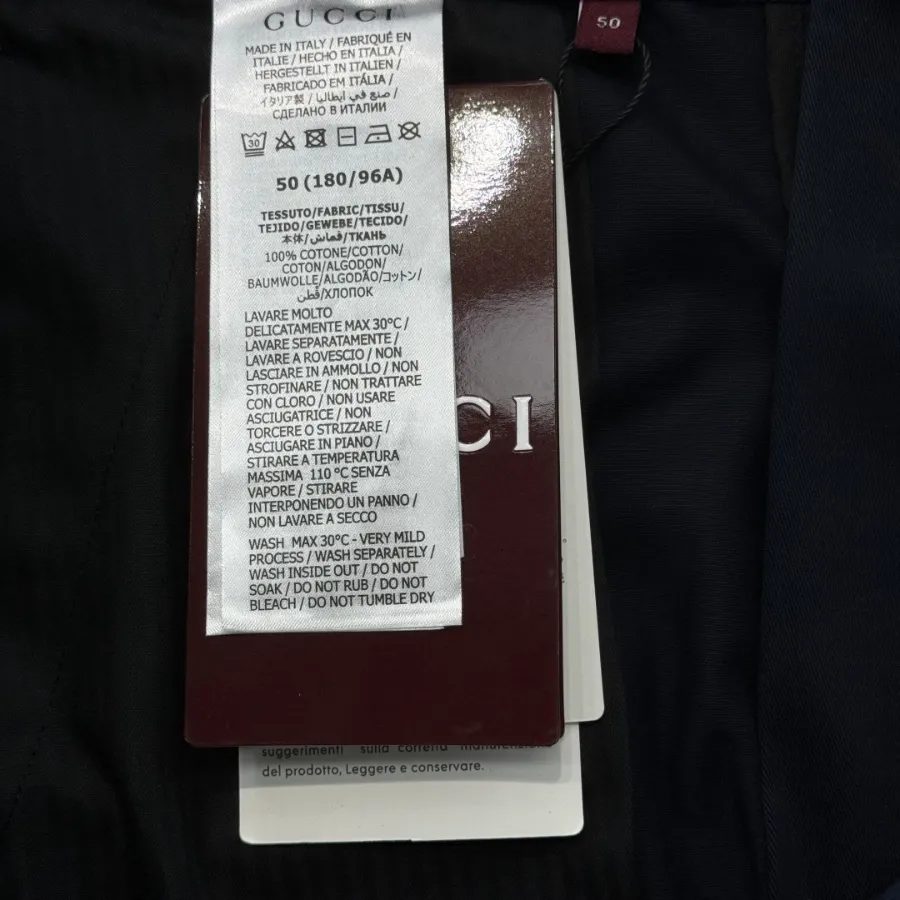 GUCCI
50
MADE IN ITALY / FABRIQUÉ EN
ITALIE / HECHO EN ITALIA /
HERGESTELLT IN ITALIEN /
FABRICADO EM ITÁLIA /
イタリア製 / صنع في ايطاليا /
СДЕЛАНО В ИТАЛИИ
30
50 (180/96A)
TESSUTO/FABRIC/TISSU/
TEJIDO/GEWEBE/TECIDO/
本体/قماش/ТКАНЬ
100% COTONE/COTTON/
COTON/ALGODÓN/
BAUMWOLLE/ALGODÃO/コットン/
قُطن/ХЛОПОК
LAVARE MOLTO
DELICATAMENTE MAX 30°C /
LAVARE SEPARATAMENTE /
LAVARE A ROVESCIO / NON
LASCIARE IN AMMOLLO / NON
STROFINARE / NON TRATTARE
CON CLORO / NON USARE
ASCIUGATRICE / NON
TORCERE O STRIZZARE /
ASCIUGARE IN PIANO /
STIRARE A TEMPERATURA
MASSIMA 110 °C SENZA
VAPORE / STIRARE
INTERPONENDO UN PANNO /
NON LAVARE A SECCO
WASH MAX 30°C - VERY MILD
PROCESS / WASH SEPARATELY /
WASH INSIDE OUT / DO NOT
SOAK / DO NOT RUB / DO NOT
BLEACH / DO NOT TUMBLE DRY
CI
suggerimenti sulla corretta
del prodotto, Leggere e conservare.